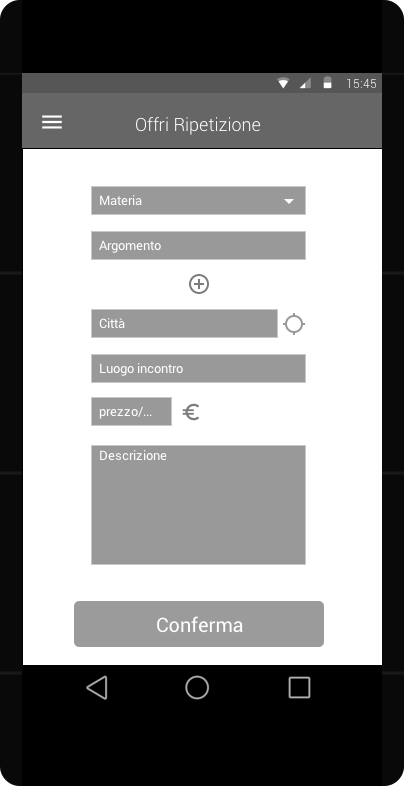 15:45
Offri Ripetizione
Materia
Argomento
Città
Luogo incontro
prezzo/... €
Descrizione
Conferma